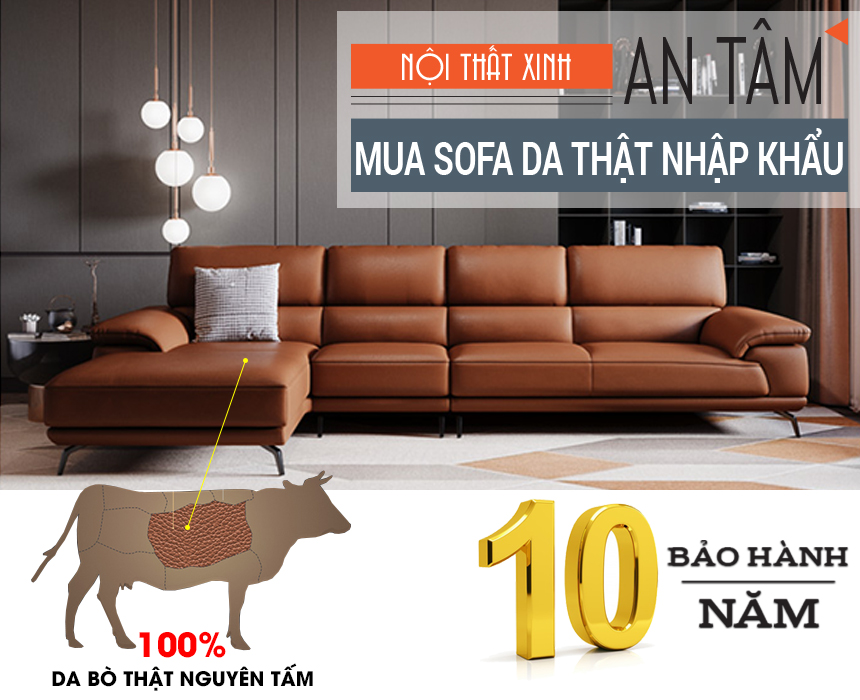 NỘI THẤT XINH
AN TÂM
MUA SOFA DA THẬT NHẬP KHẨU
100%
DA BÒ THẬT NGUYÊN TẤM
10
BẢO HÀNH
NĂM